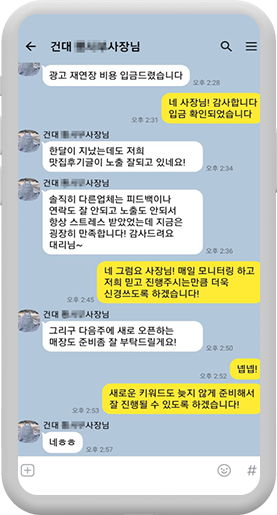 건대 사장님
광고 재연장 비용 입금드렸습니다
오후 2:28
네 사장님! 감사합니다
입금 확인되었습니다
오후 2:31
건대 사장님
한달이 지났는데도 저희
맛집후기글이 노출 잘되고 있네요!
오후 2:34
건대 사장님
솔직히 다른업체는 피드백이나
연락도 잘 안되고 노출도 안되서
항상 스트레스 받았었는데 지금은
굉장히 만족합니다! 감사드려요
대리님~
오후 2:36
네 그럼요 사장님! 매일 모니터링 하고
저희 믿고 진행주시는만큼 더욱
신경쓰도록 하겠습니다!
오후 2:45
건대 사장님
그리구 다음주에 새로 오픈하는
매장도 준비좀 잘 부탁드릴게요!
오후 2:50
넵넵!
오후 2:52
새로운 키워드도 늦지 않게 준비해서
잘 진행될 수 있도록 하겠습니다!
오후 2:53
건대 사장님
네ㅎㅎ
오후 2:57
#